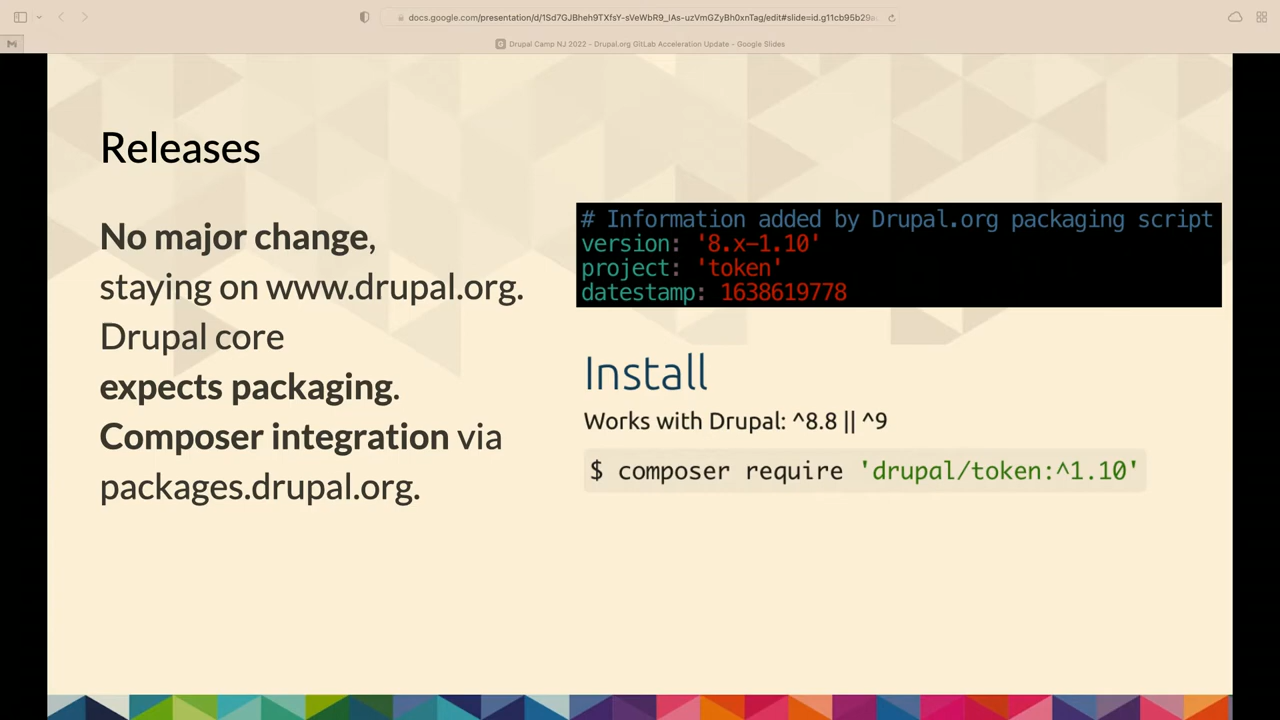 Drupal Camp NJ 2022 - Drupal.org GitLab Acceleration Update - Google Slides
Releases
No major change,
staying on www.drupal.org.
Drupal core
expects packaging.
Composer integration via
packages.drupal.org.
# Information added by Drupal.org packaging script
version: '8.x-1.10'
project: 'token'
datestamp: 1638619778
Install
Works with Drupal: ^8.8 || ^9
$ composer require 'drupal/token:^1.10'